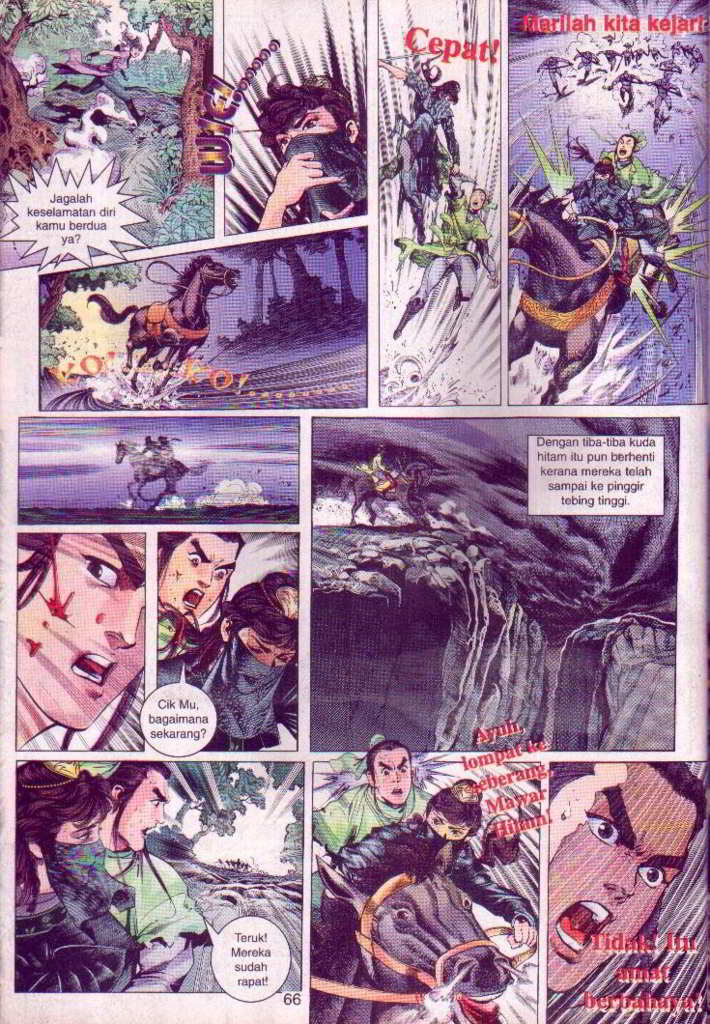 Jagalah
keselamatan diri
kamu berdua
ya?
Cepat!
Marilah kita kejar!
KO! KO!
Dengan tiba-tiba kuda
hitam itu pun berhenti
kerana mereka telah
sampai ke pinggir
tebing tinggi.
Cik Mu,
bagaimana
sekarang?
Teruk!
Mereka
sudah
rapat!
Ayuh,
lompat ke
seberang,
Mawar
Hitam!
Tidak! Itu
amat
berbahaya!
66